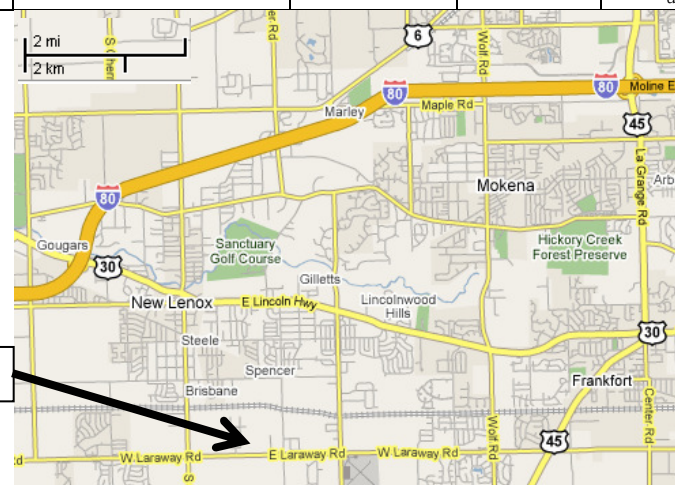 2 mi
2 km
6
Wolf Rd
80
80
Moline E
Marley
Maple Rd
45
La Grange Rd
Mokena
80
Gougars
30
Sanctuary
Golf Course
Hickory Creek
Forest Preserve
Gilletts
New Lenox
E Lincoln Hwy
Lincolnwood
Hills
30
Steele
Spencer
Brisbane
Frankfort
Center Rd
Wolf Rd
45
W Laraway Rd
E Laraway Rd
W Laraway Rd
S